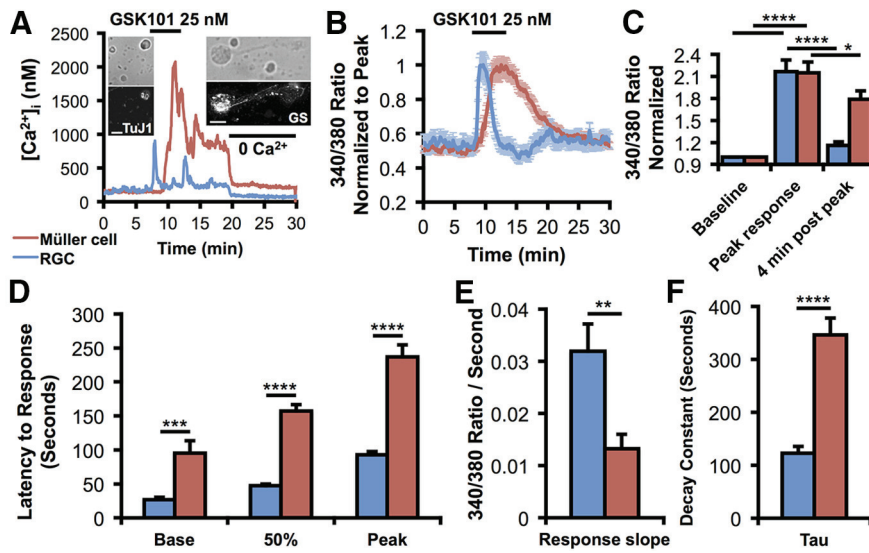 A
GSK101 25 nM
[Ca²⁺]i (nM)
2500
2000
1500
1000
500
0
TuJ1
GS
0 Ca²⁺
0 5 10 15 20 25 30
Time (min)
Müller cell
RGC
B
GSK101 25 nM
340/380 Ratio
Normalized to Peak
1.2
1.0
0.8
0.6
0.4
0.2
0 5 10 15 20 25 30
Time (min)
C
340/380 Ratio
Normalized
2.4
2.1
1.8
1.5
1.2
0.9
****
****
*
Baseline
Peak response
4 min post peak
D
Latency to Response
(Seconds)
300
250
200
150
100
50
0
***
****
****
Base 50% Peak
E
340/380 Ratio / Second
0.04
0.03
0.02
0.01
0
**
Response slope
F
Decay Constant (Seconds)
400
300
200
100
0
****
Tau